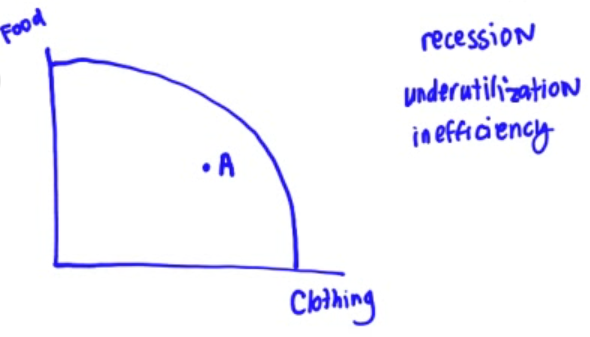 Food
recession
underutilization
inefficiency
A
Clothing